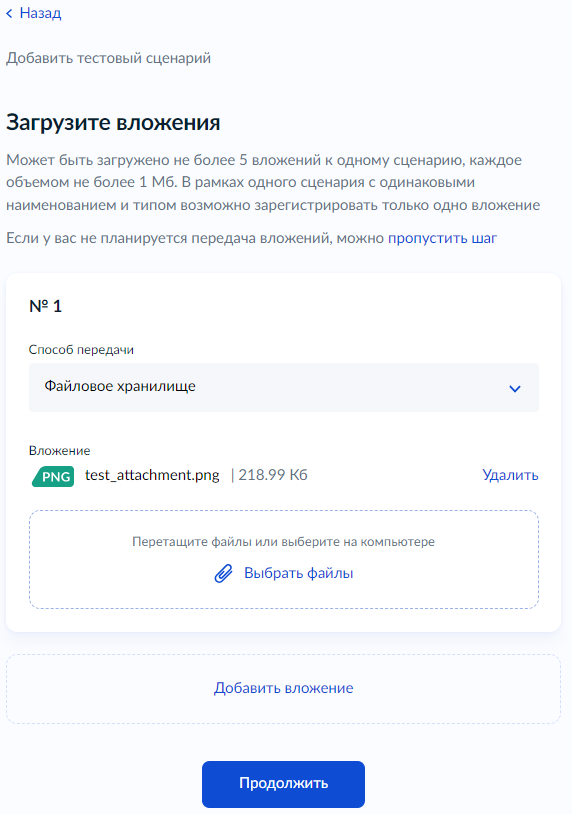 Назад
Добавить тестовый сценарий
Загрузите вложения
Может быть загружено не более 5 вложений к одному сценарию, каждое
объемом не более 1 Мб. В рамках одного сценария с одинаковыми
наименованием и типом возможно зарегистрировать только одно вложение
Если у вас не планируется передача вложений, можно пропустить шаг
№ 1
Способ передачи
Файловое хранилище
Вложение
PNG test_attachment.png | 218.99 Кб Удалить
Перетащите файлы или выберите на компьютере
Выбрать файлы
Добавить вложение
Продолжить